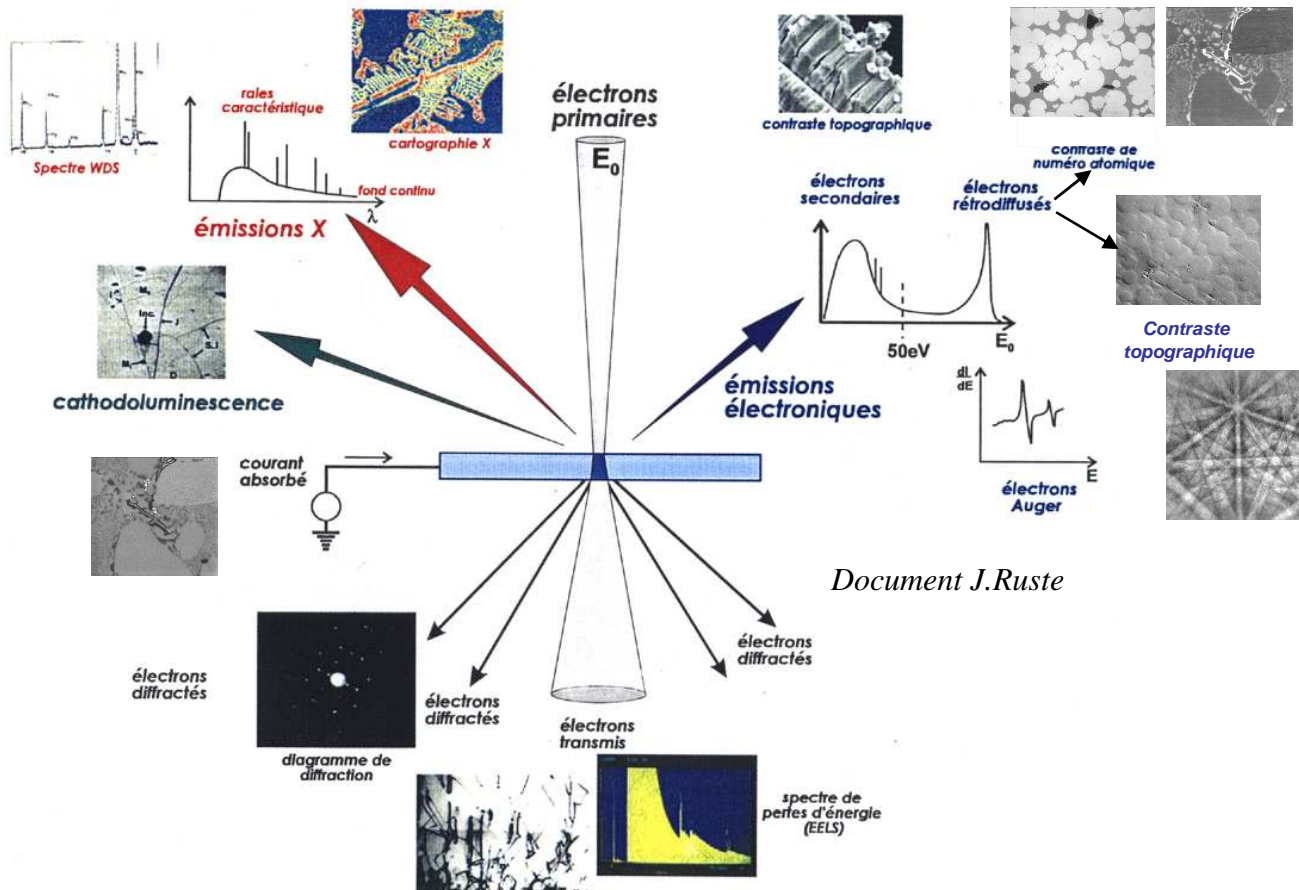 Spectre WDS
raies
caractéristique
cartographie X
fond continu
λ
émissions X
électrons
primaires
E₀
contraste topographique
contraste de
numéro atomique
électrons
secondaires
électrons
rétrodiffusés
50eV
E₀
Contraste
topographique
Inc.
cathodoluminescence
émissions
électroniques
dI
dE
E
électrons
Auger
courant
absorbé
Document J.Ruste
électrons
diffractés
électrons
diffractés
électrons
diffractés
diagramme de
diffraction
électrons
transmis
spectre de
pertes d'énergie
(EELS)